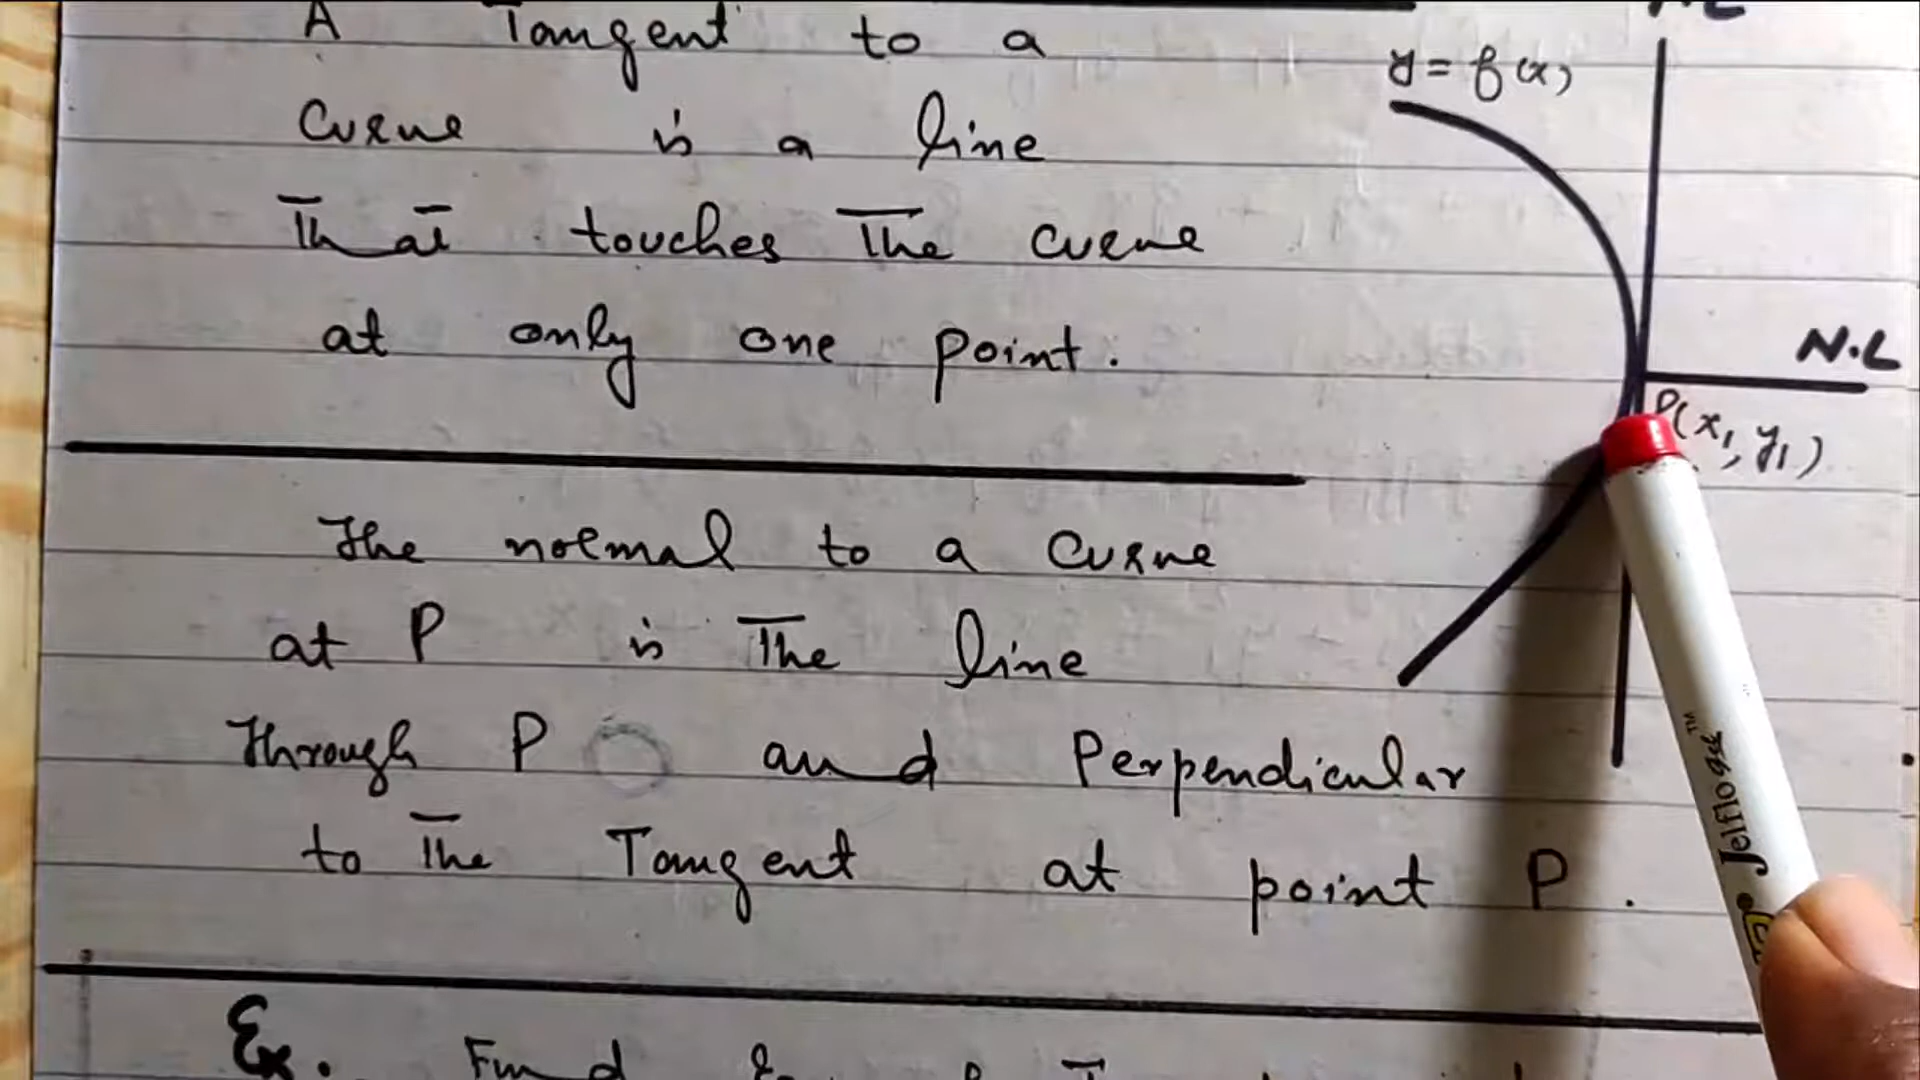 A Tangent to a
Curve is a line
That touches The curve
at only one point.
y = f(x)
N.L
P(x₁, y₁)
The normal to a Curve
at P is The line
Through P and Perpendicular
to The Tangent at point P.
Ex. Find